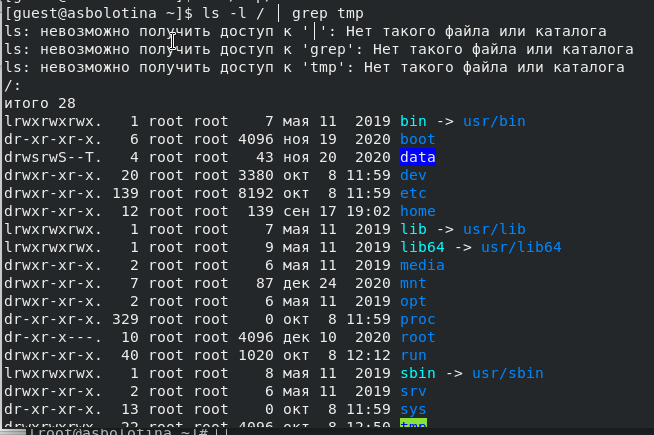 [guest@asbolotina ~]$ ls -l / │ grep tmp
ls: невозможно получить доступ к '│': Нет такого файла или каталога
ls: невозможно получить доступ к 'grep': Нет такого файла или каталога
ls: невозможно получить доступ к 'tmp': Нет такого файла или каталога
/:
итого 28
lrwxrwxrwx. 1 root root 7 мая 11 2019 bin -> usr/bin
dr-xr-xr-x. 6 root root 4096 ноя 19 2020 boot
drwsrwS--T. 4 root root 43 ноя 20 2020 data
drwxr-xr-x. 20 root root 3380 окт 8 11:59 dev
drwxr-xr-x. 139 root root 8192 окт 8 11:59 etc
drwxr-xr-x. 12 root root 139 сен 17 19:02 home
lrwxrwxrwx. 1 root root 7 мая 11 2019 lib -> usr/lib
lrwxrwxrwx. 1 root root 9 мая 11 2019 lib64 -> usr/lib64
drwxr-xr-x. 2 root root 6 мая 11 2019 media
drwxr-xr-x. 7 root root 87 дек 24 2020 mnt
drwxr-xr-x. 2 root root 6 мая 11 2019 opt
dr-xr-xr-x. 329 root root 0 окт 8 11:59 proc
dr-xr-x---. 10 root root 4096 дек 10 2020 root
drwxr-xr-x. 40 root root 1020 окт 8 12:12 run
lrwxrwxrwx. 1 root root 8 мая 11 2019 sbin -> usr/sbin
drwxr-xr-x. 2 root root 6 мая 11 2019 srv
dr-xr-xr-x. 13 root root 0 окт 8 11:59 sys
drwxrwxrwt. 22 root root 4096 окт 8 12:50 tmp
[root@asbolotina ~]#